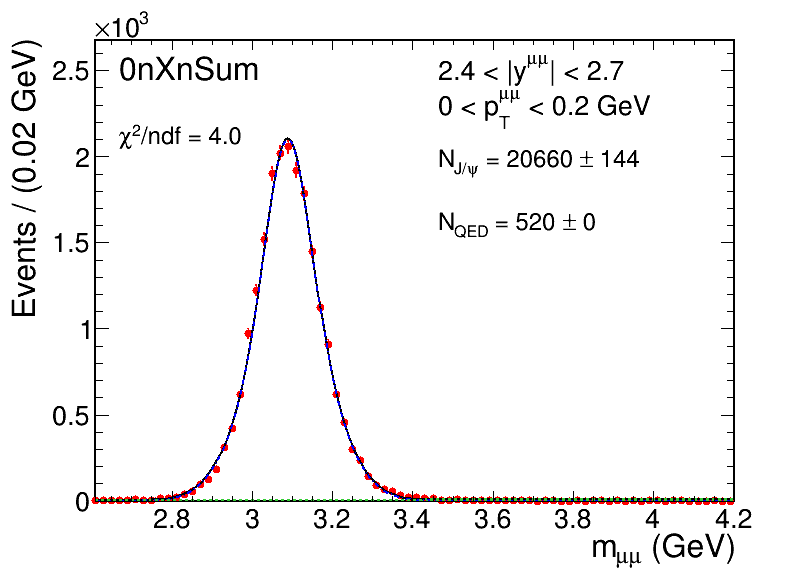 ×10³
0nXnSum
2.4 < |y^μμ| < 2.7
0 < p_T^μμ < 0.2 GeV
χ²/ndf = 4.0
N_J/ψ = 20660 ± 144
N_QED = 520 ± 0
Events / (0.02 GeV)
2.5
2
1.5
1
0.5
0
2.8 3 3.2 3.4 3.6 3.8 4 4.2
m_μμ (GeV)